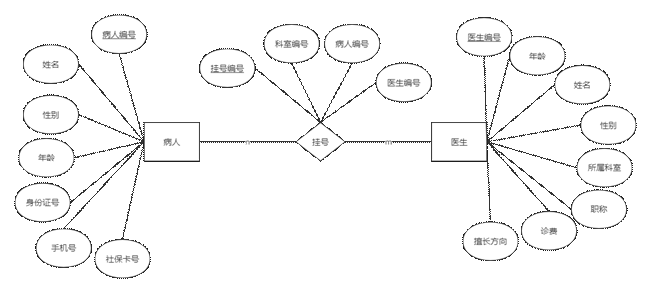 病人编号
姓名
性别
年龄
身份证号
手机号
社保卡号
病人
n
挂号编号
科室编号
病人编号
医生编号
挂号
m
医生
医生编号
年龄
姓名
性别
所属科室
职称
诊费
擅长方向